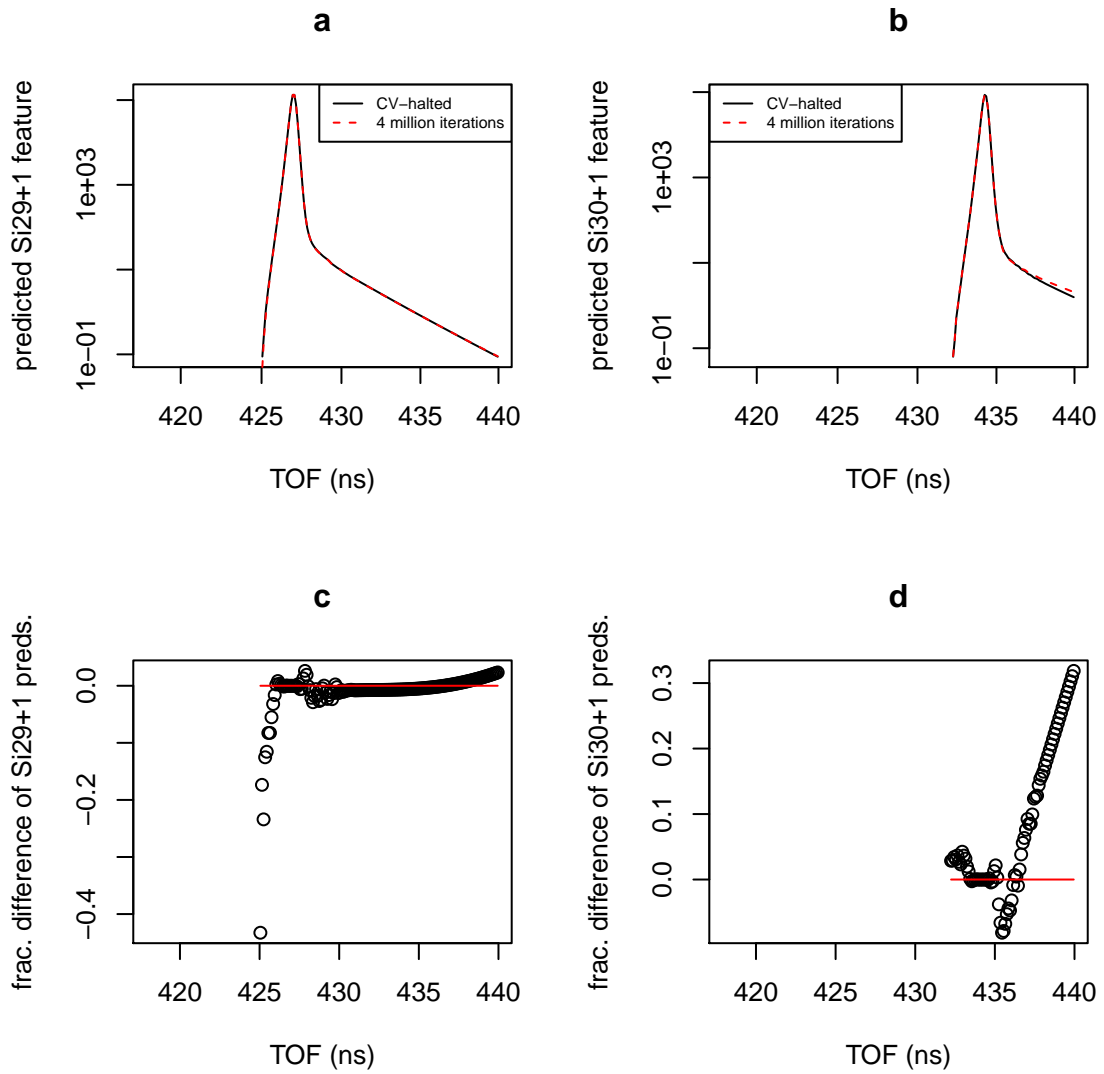 a
predicted Si29+1 feature
1e−01
1e+03
CV−halted
4 million iterations
420
425
430
435
440
TOF (ns)
b
predicted Si30+1 feature
1e−01
1e+03
CV−halted
4 million iterations
420
425
430
435
440
TOF (ns)
c
frac. difference of Si29+1 preds.
−0.4
−0.2
0.0
420
425
430
435
440
TOF (ns)
d
frac. difference of Si30+1 preds.
0.0
0.1
0.2
0.3
420
425
430
435
440
TOF (ns)